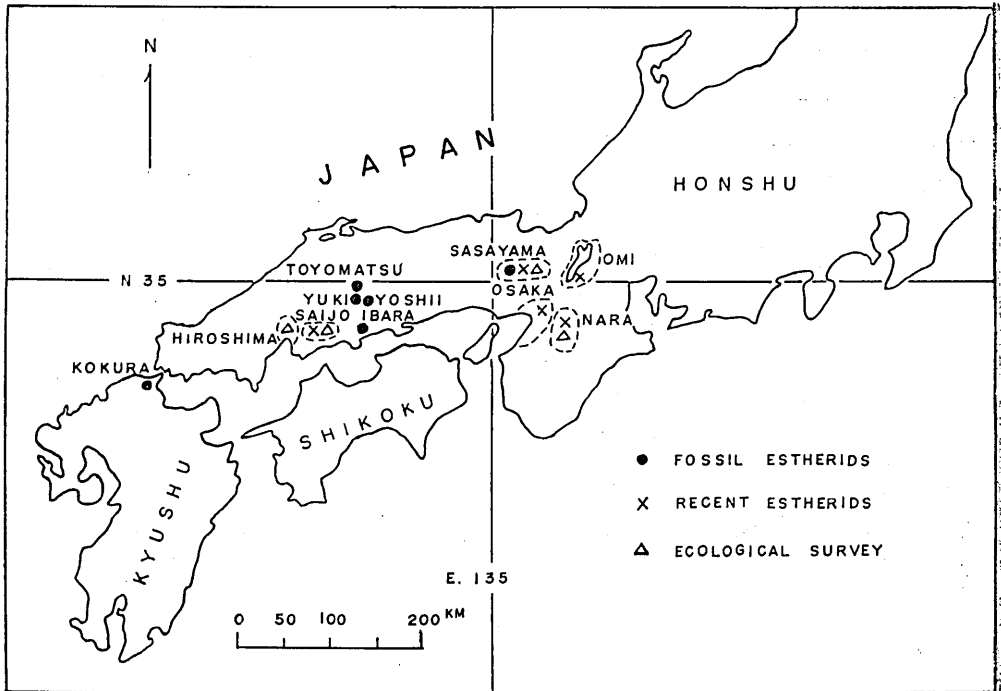 N
JAPAN
HONSHU
SASAYAMA
OMI
N 35
TOYOMATSU
OSAKA
YUKI YOSHII
SAIJO IBARA
NARA
HIROSHIMA
KOKURA
SHIKOKU
KYUSHU
● FOSSIL ESTHERIDS
× RECENT ESTHERIDS
△ ECOLOGICAL SURVEY
E. 135
0 50 100 200 KM